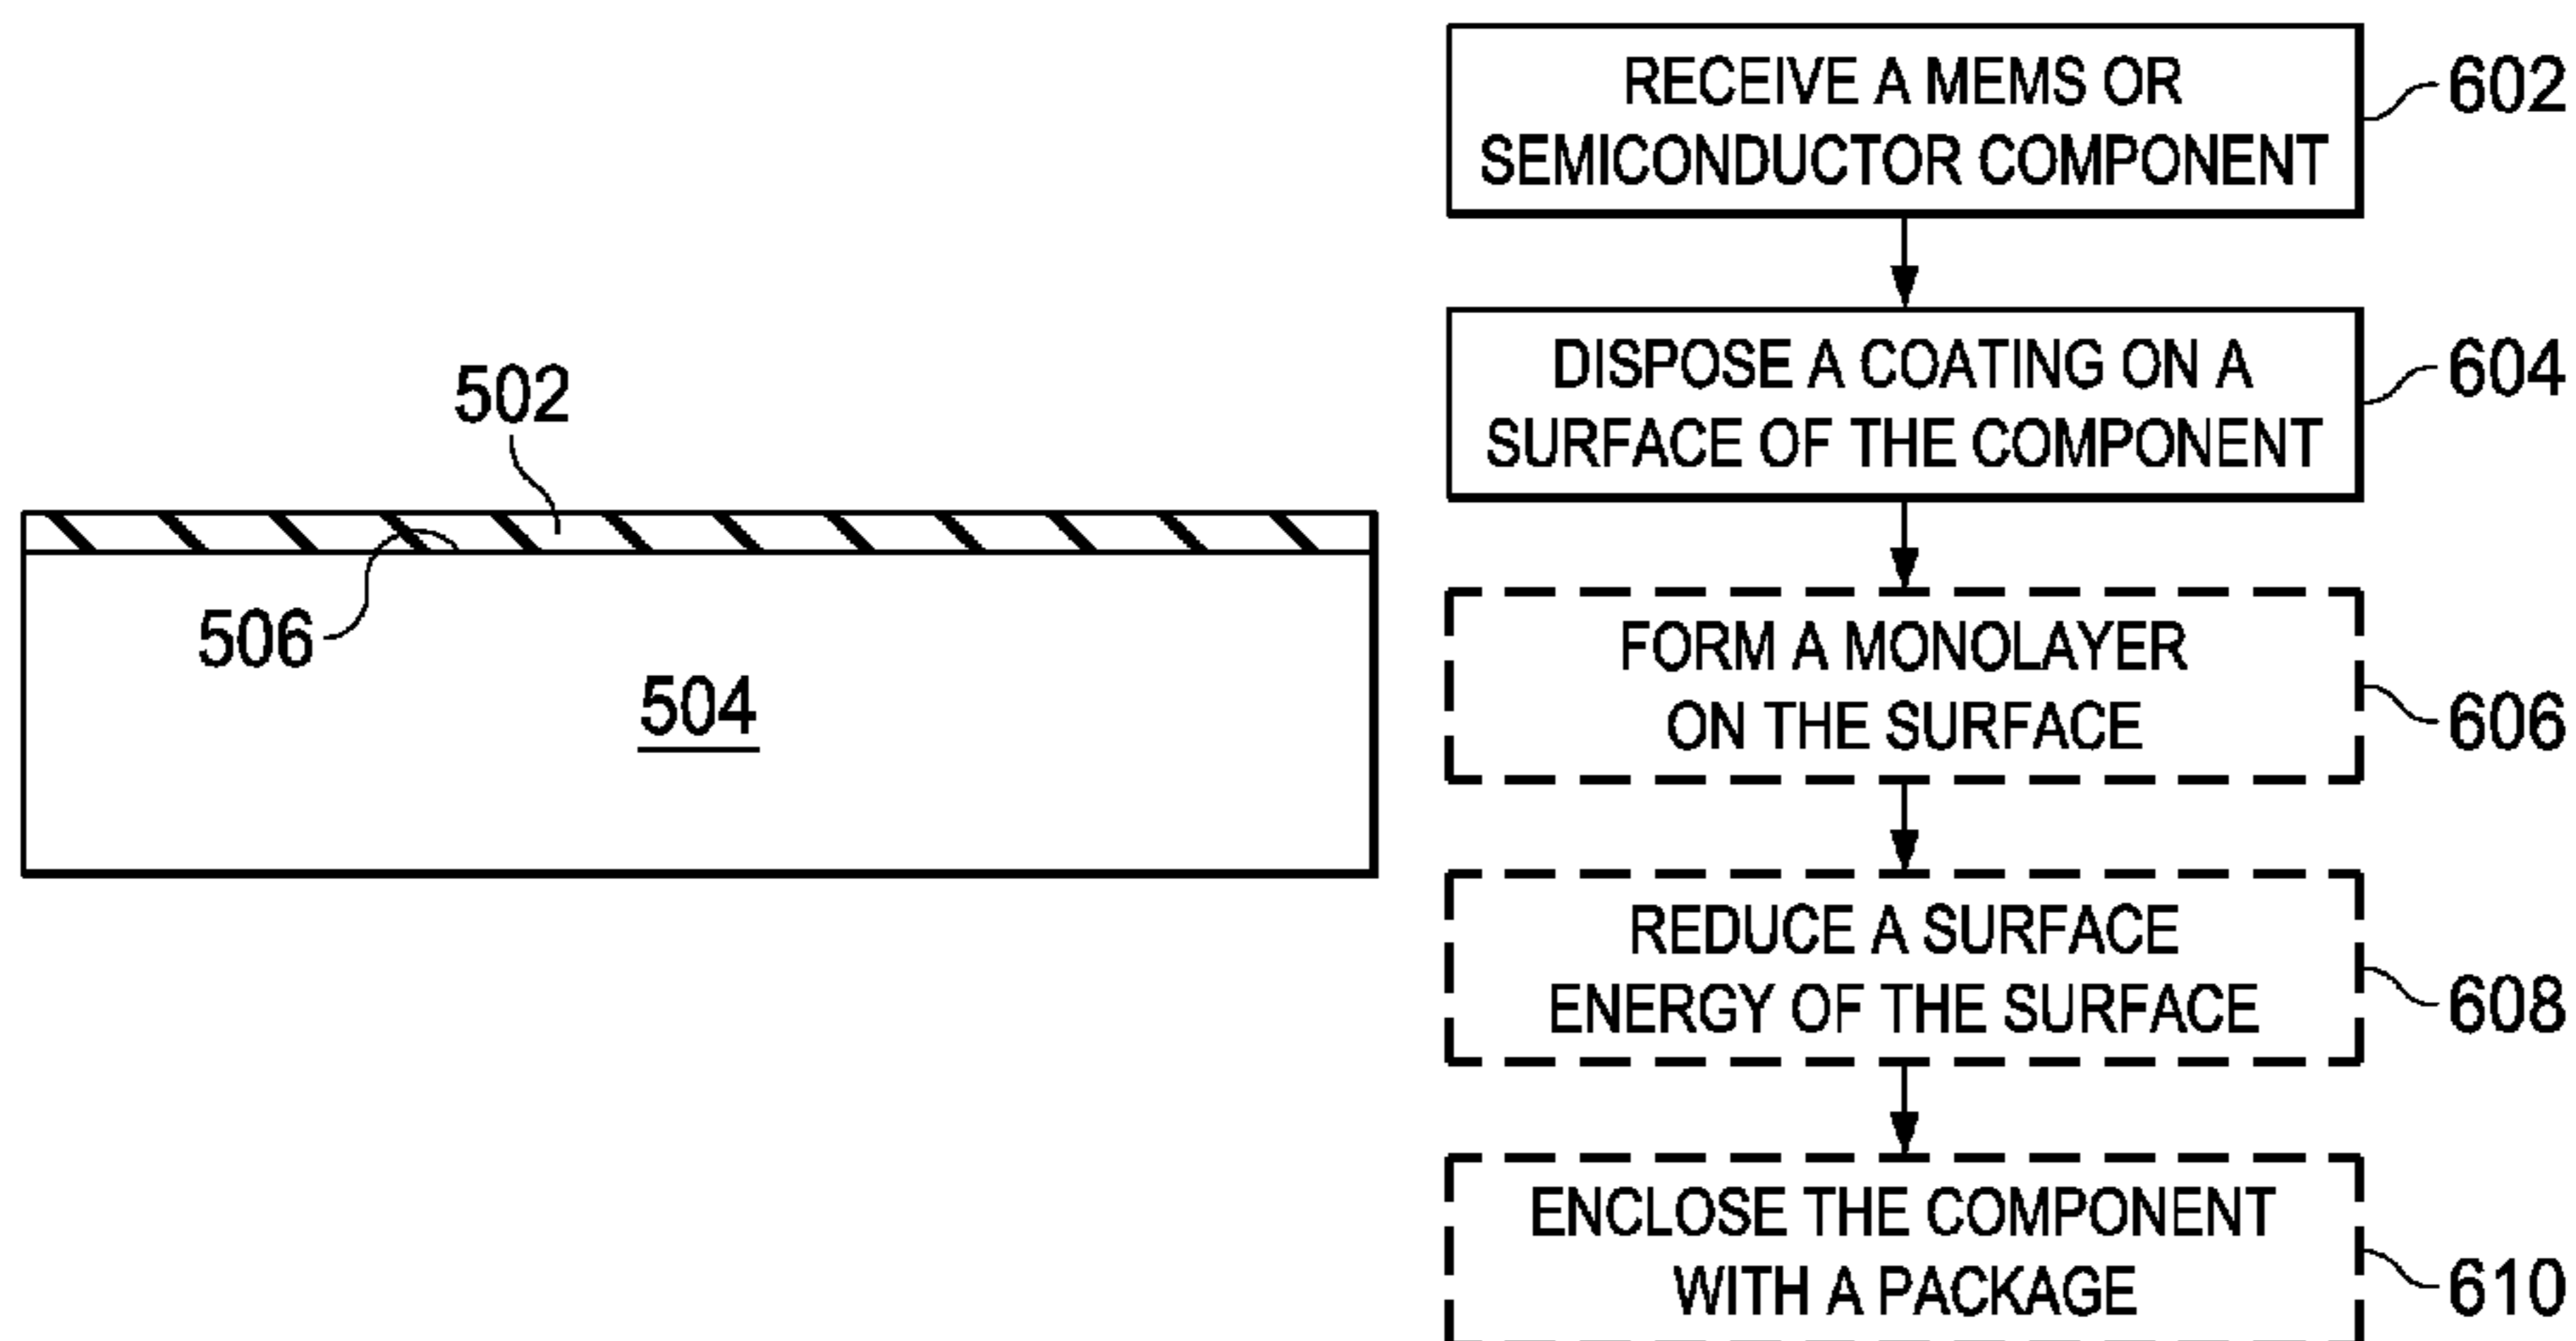 502
506
504
RECEIVE A MEMS OR
SEMICONDUCTOR COMPONENT
602
DISPOSE A COATING ON A
SURFACE OF THE COMPONENT
604
FORM A MONOLAYER
ON THE SURFACE
606
REDUCE A SURFACE
ENERGY OF THE SURFACE
608
ENCLOSE THE COMPONENT
WITH A PACKAGE
610